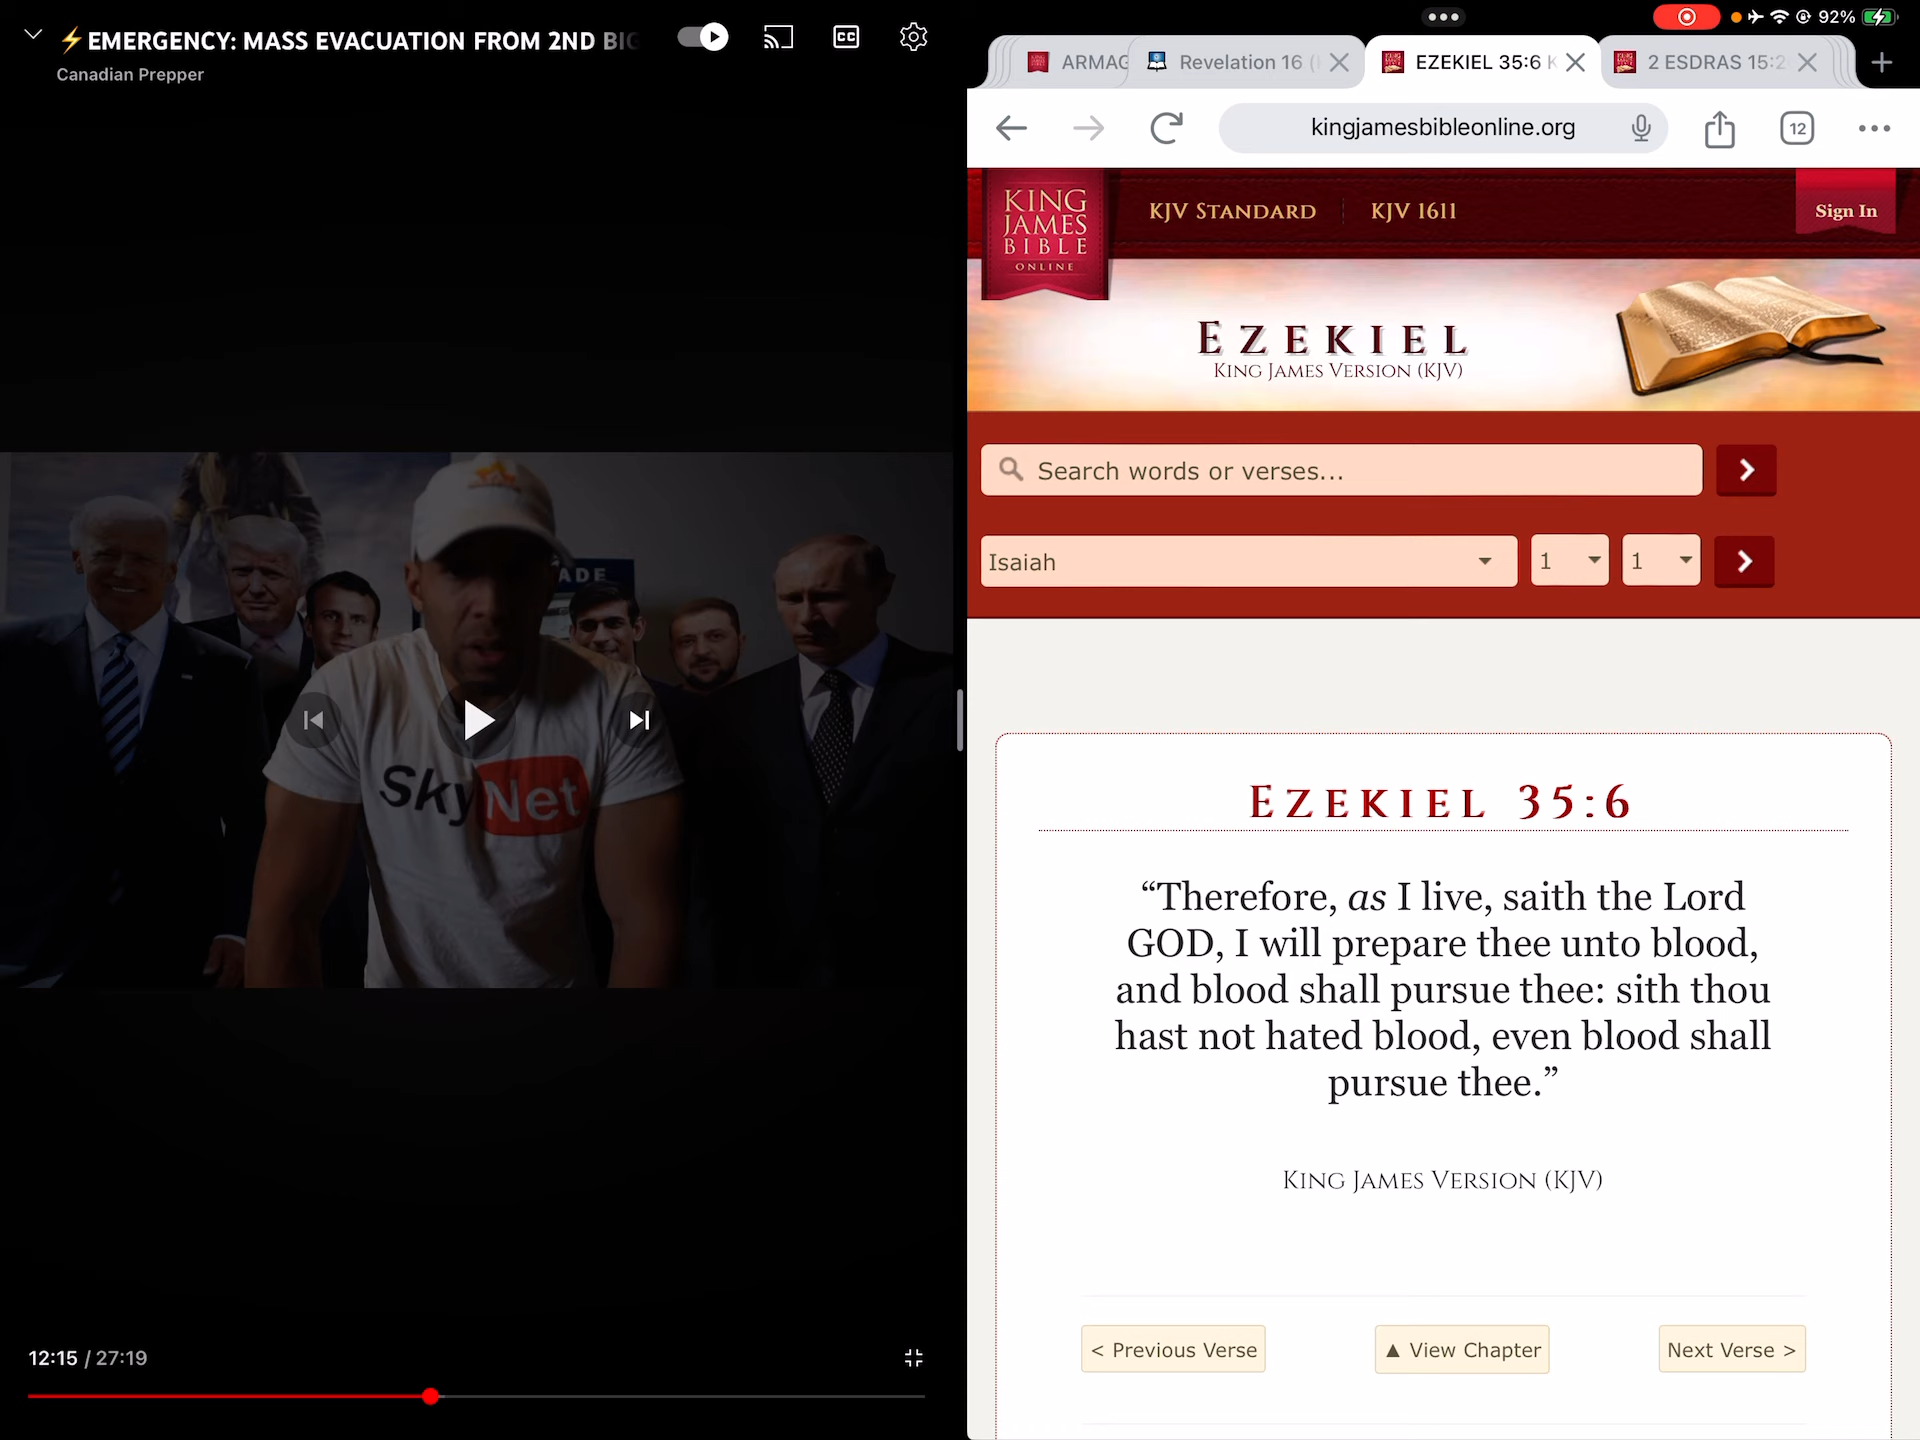 ⚡EMERGENCY: MASS EVACUATION FROM 2ND BIG
Canadian Prepper
CC
ADE
SkyNet
12:15 / 27:19
92%
ARMAG
Revelation 16 (
EZEKIEL 35:6 K
2 ESDRAS 15:2
kingjamesbibleonline.org
12
KING
JAMES
BIBLE
ONLINE
KJV STANDARD
KJV 1611
Sign In
EZEKIEL
KING JAMES VERSION (KJV)
Search words or verses...
Isaiah
1
1
EZEKIEL 35:6
“Therefore, as I live, saith the Lord
GOD, I will prepare thee unto blood,
and blood shall pursue thee: sith thou
hast not hated blood, even blood shall
pursue thee.”
KING JAMES VERSION (KJV)
< Previous Verse
▲ View Chapter
Next Verse >